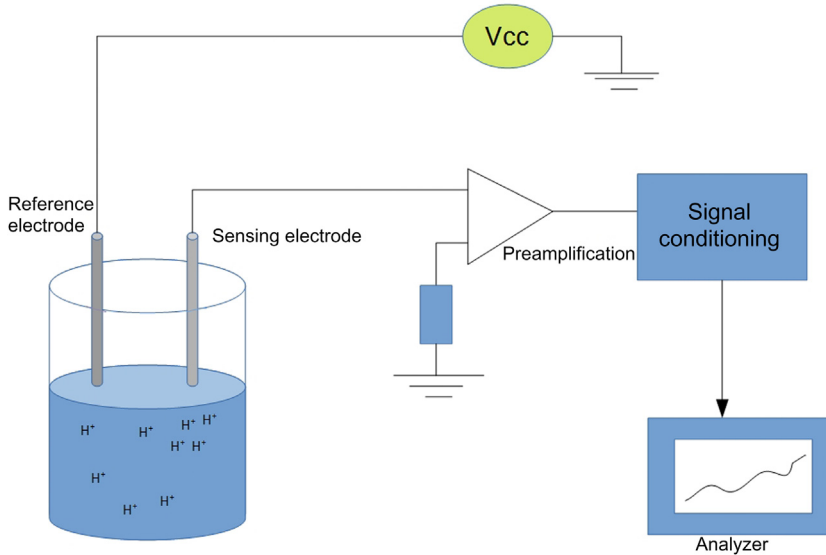 Vcc
Reference
electrode
Sensing electrode
Preamplification
Signal
conditioning
H⁺
H⁺
H⁺
H⁺
H⁺
H⁺
H⁺
H⁺
H⁺
Analyzer